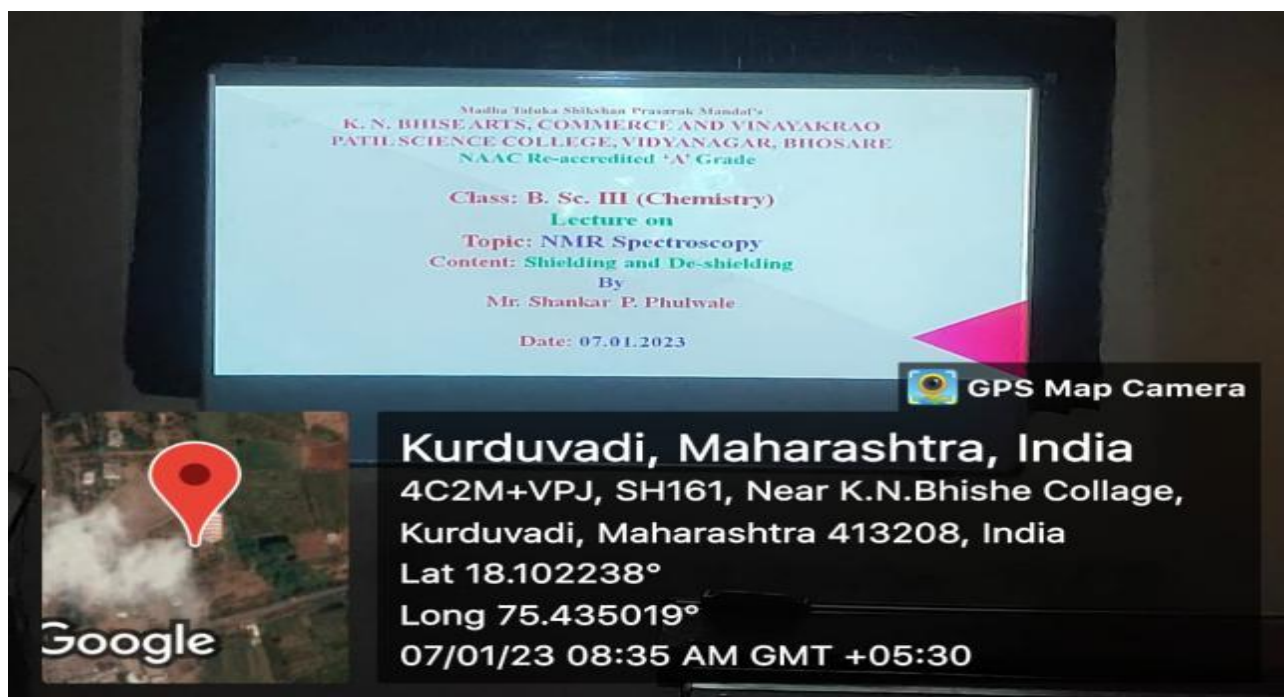 Madha Taluka Shikshan Prasarak Mandal's
K. N. BHISE ARTS, COMMERCE AND VINAYAKRAO
PATIL SCIENCE COLLEGE, VIDYANAGAR, BHOSARE
NAAC Re-accredited ‘A’ Grade
Class: B. Sc. III (Chemistry)
Lecture on
Topic: NMR Spectroscopy
Content: Shielding and De-shielding
By
Mr. Shankar P. Phulwale
Date: 07.01.2023
GPS Map Camera
Kurduvadi, Maharashtra, India
4C2M+VPJ, SH161, Near K.N.Bhishe Collage,
Kurduvadi, Maharashtra 413208, India
Lat 18.102238°
Long 75.435019°
07/01/23 08:35 AM GMT +05:30
Google